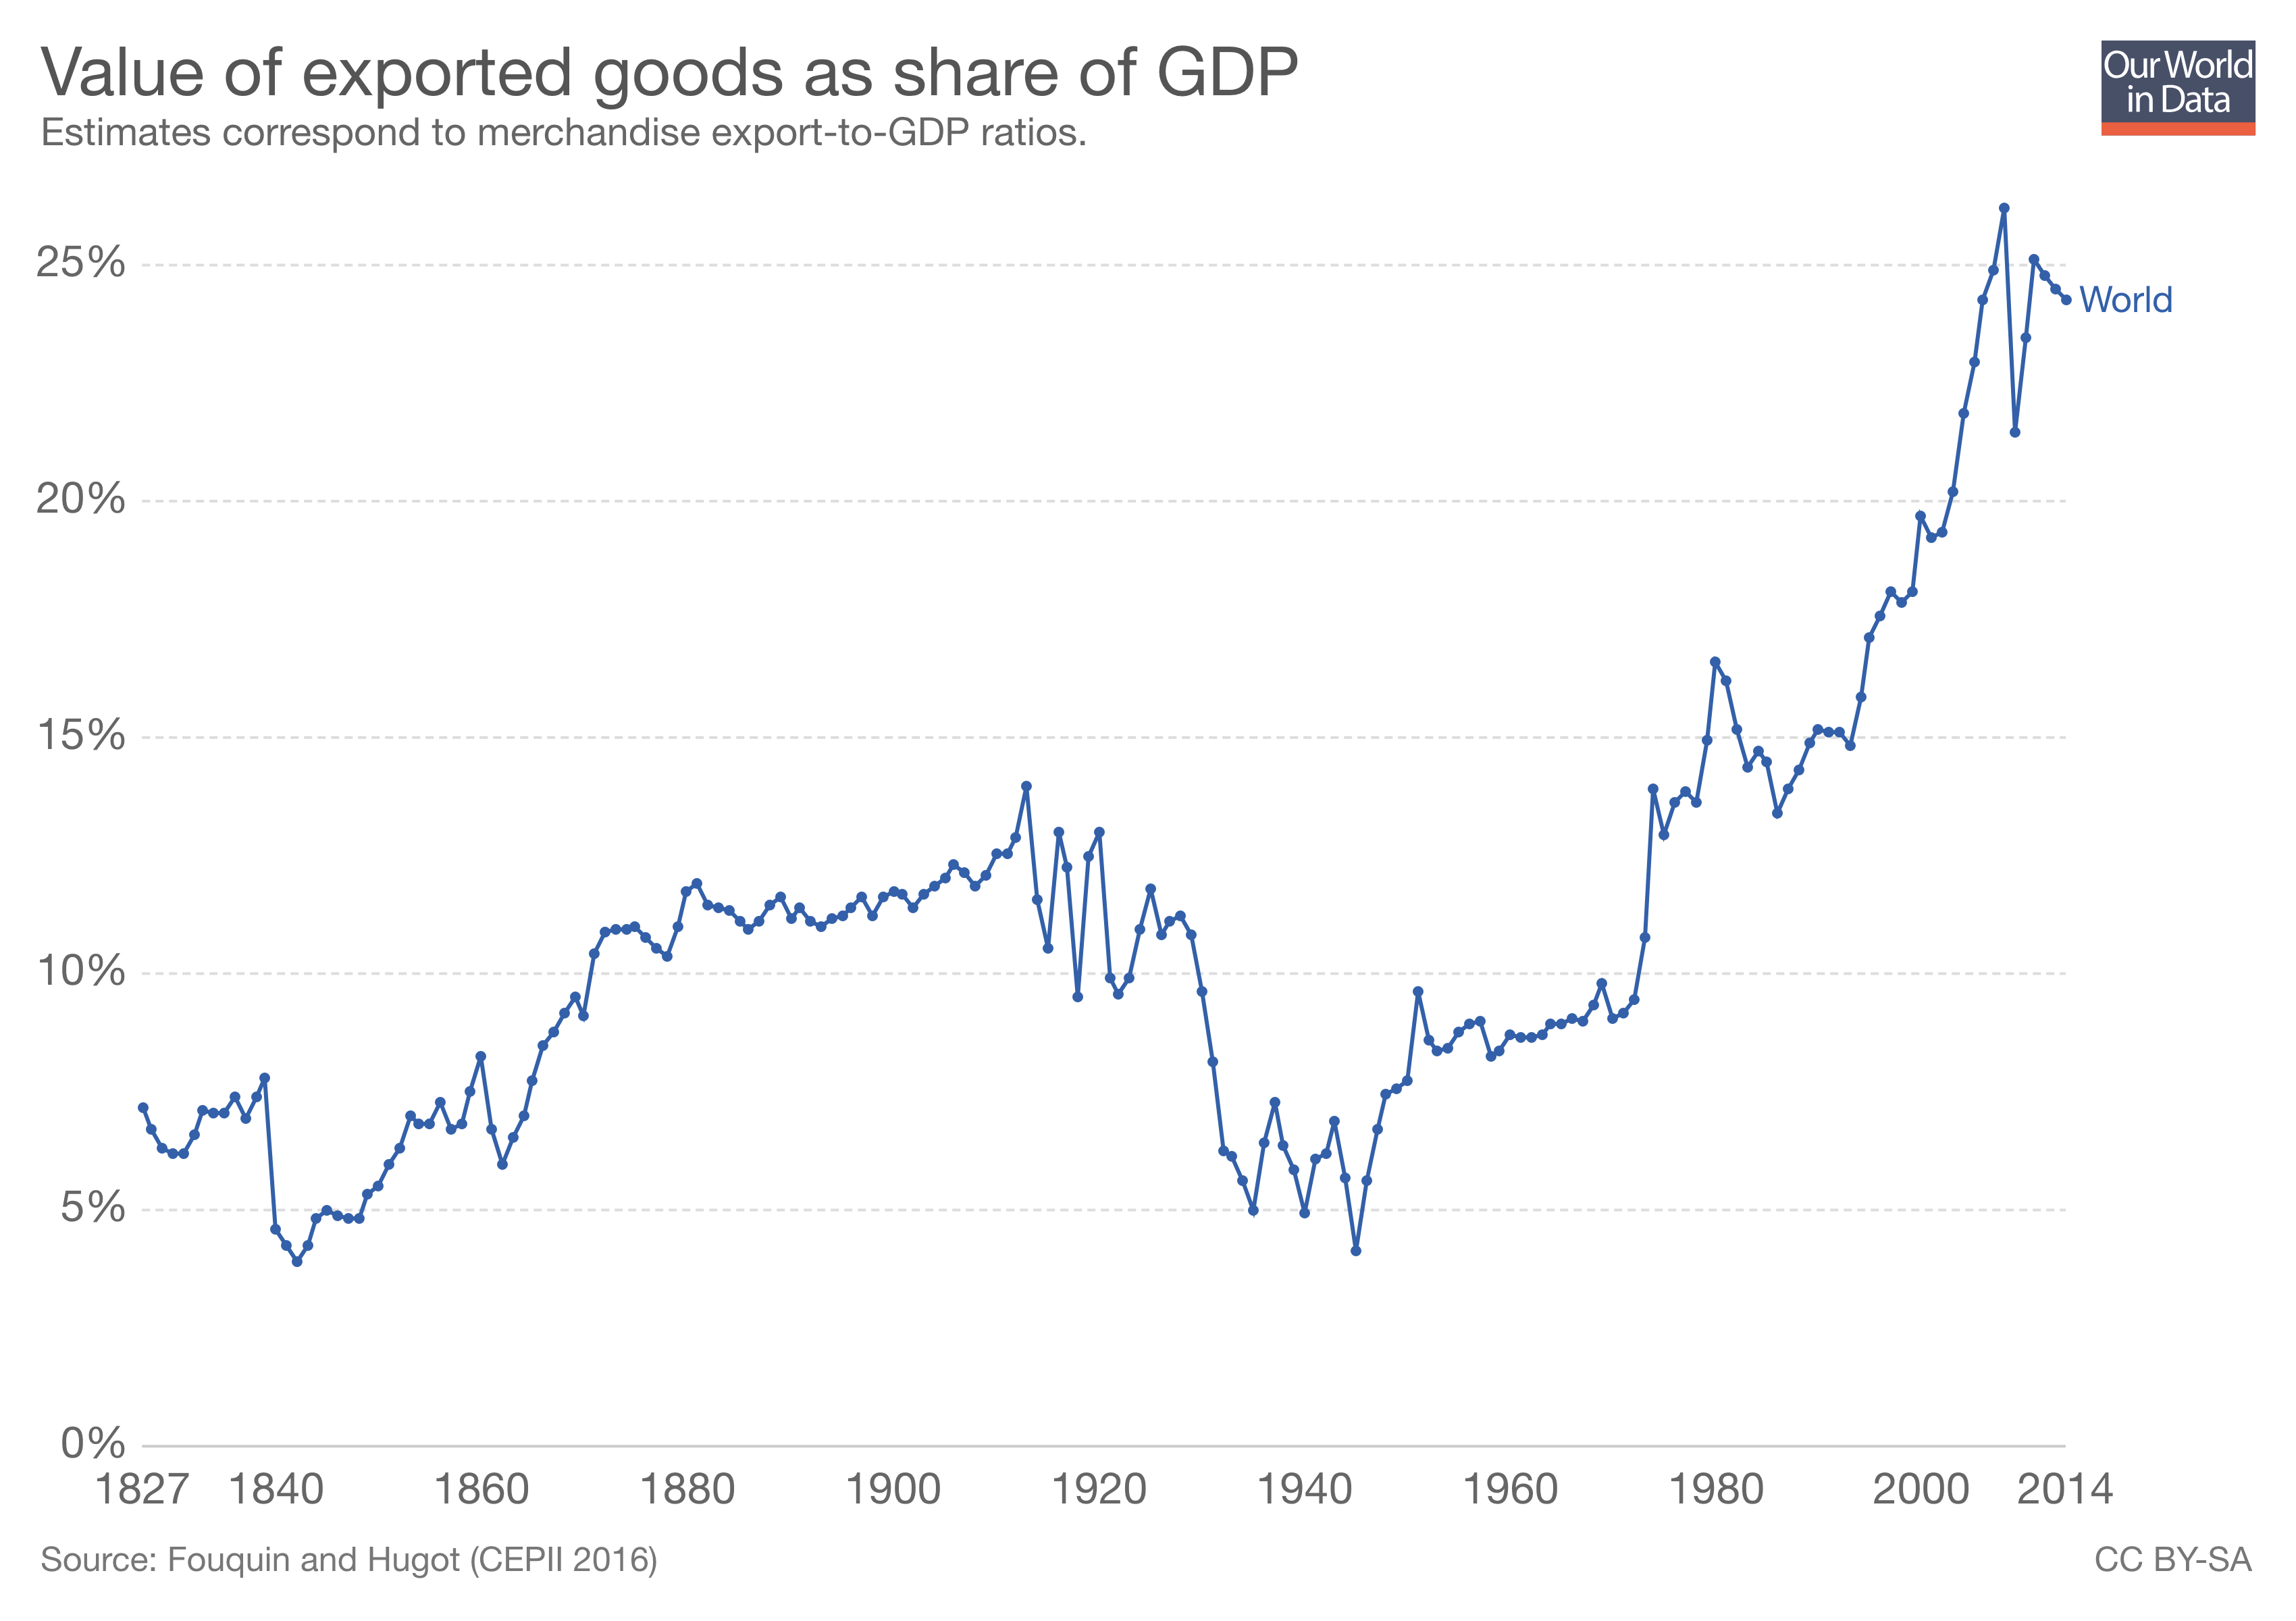 Value of exported goods as share of GDP
Estimates correspond to merchandise export-to-GDP ratios.
Our World
in Data
25%
World
20%
15%
10%
5%
0%
1827 1840 1860 1880 1900 1920 1940 1960 1980 2000 2014
Source: Fouquin and Hugot (CEPII 2016)
CC BY-SA